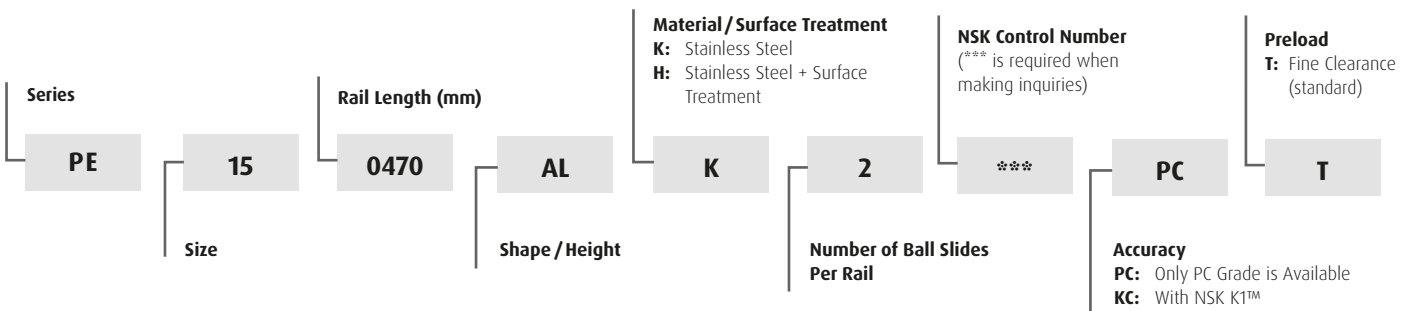 Material / Surface Treatment
K: Stainless Steel
H: Stainless Steel + Surface
Treatment
NSK Control Number
(*** is required when
making inquiries)
Preload
T: Fine Clearance
(standard)
Series
Rail Length (mm)
PE 15 0470 AL K 2 *** PC T
Size
Shape / Height
Number of Ball Slides
Per Rail
Accuracy
PC: Only PC Grade is Available
KC: With NSK K1™